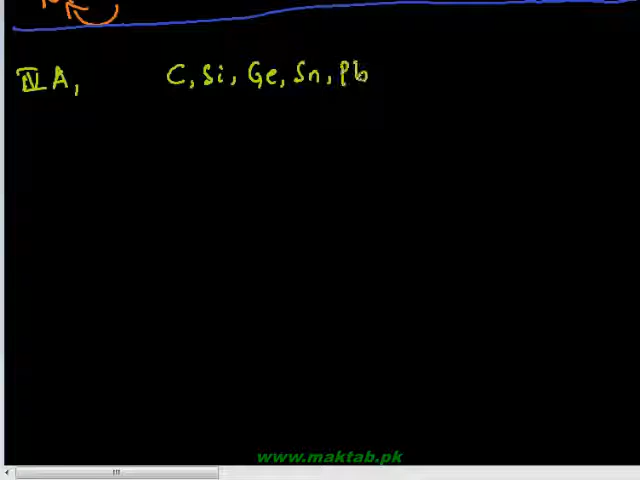 IVA, C, Si, Ge, Sn, Pb
www.maktab.pk